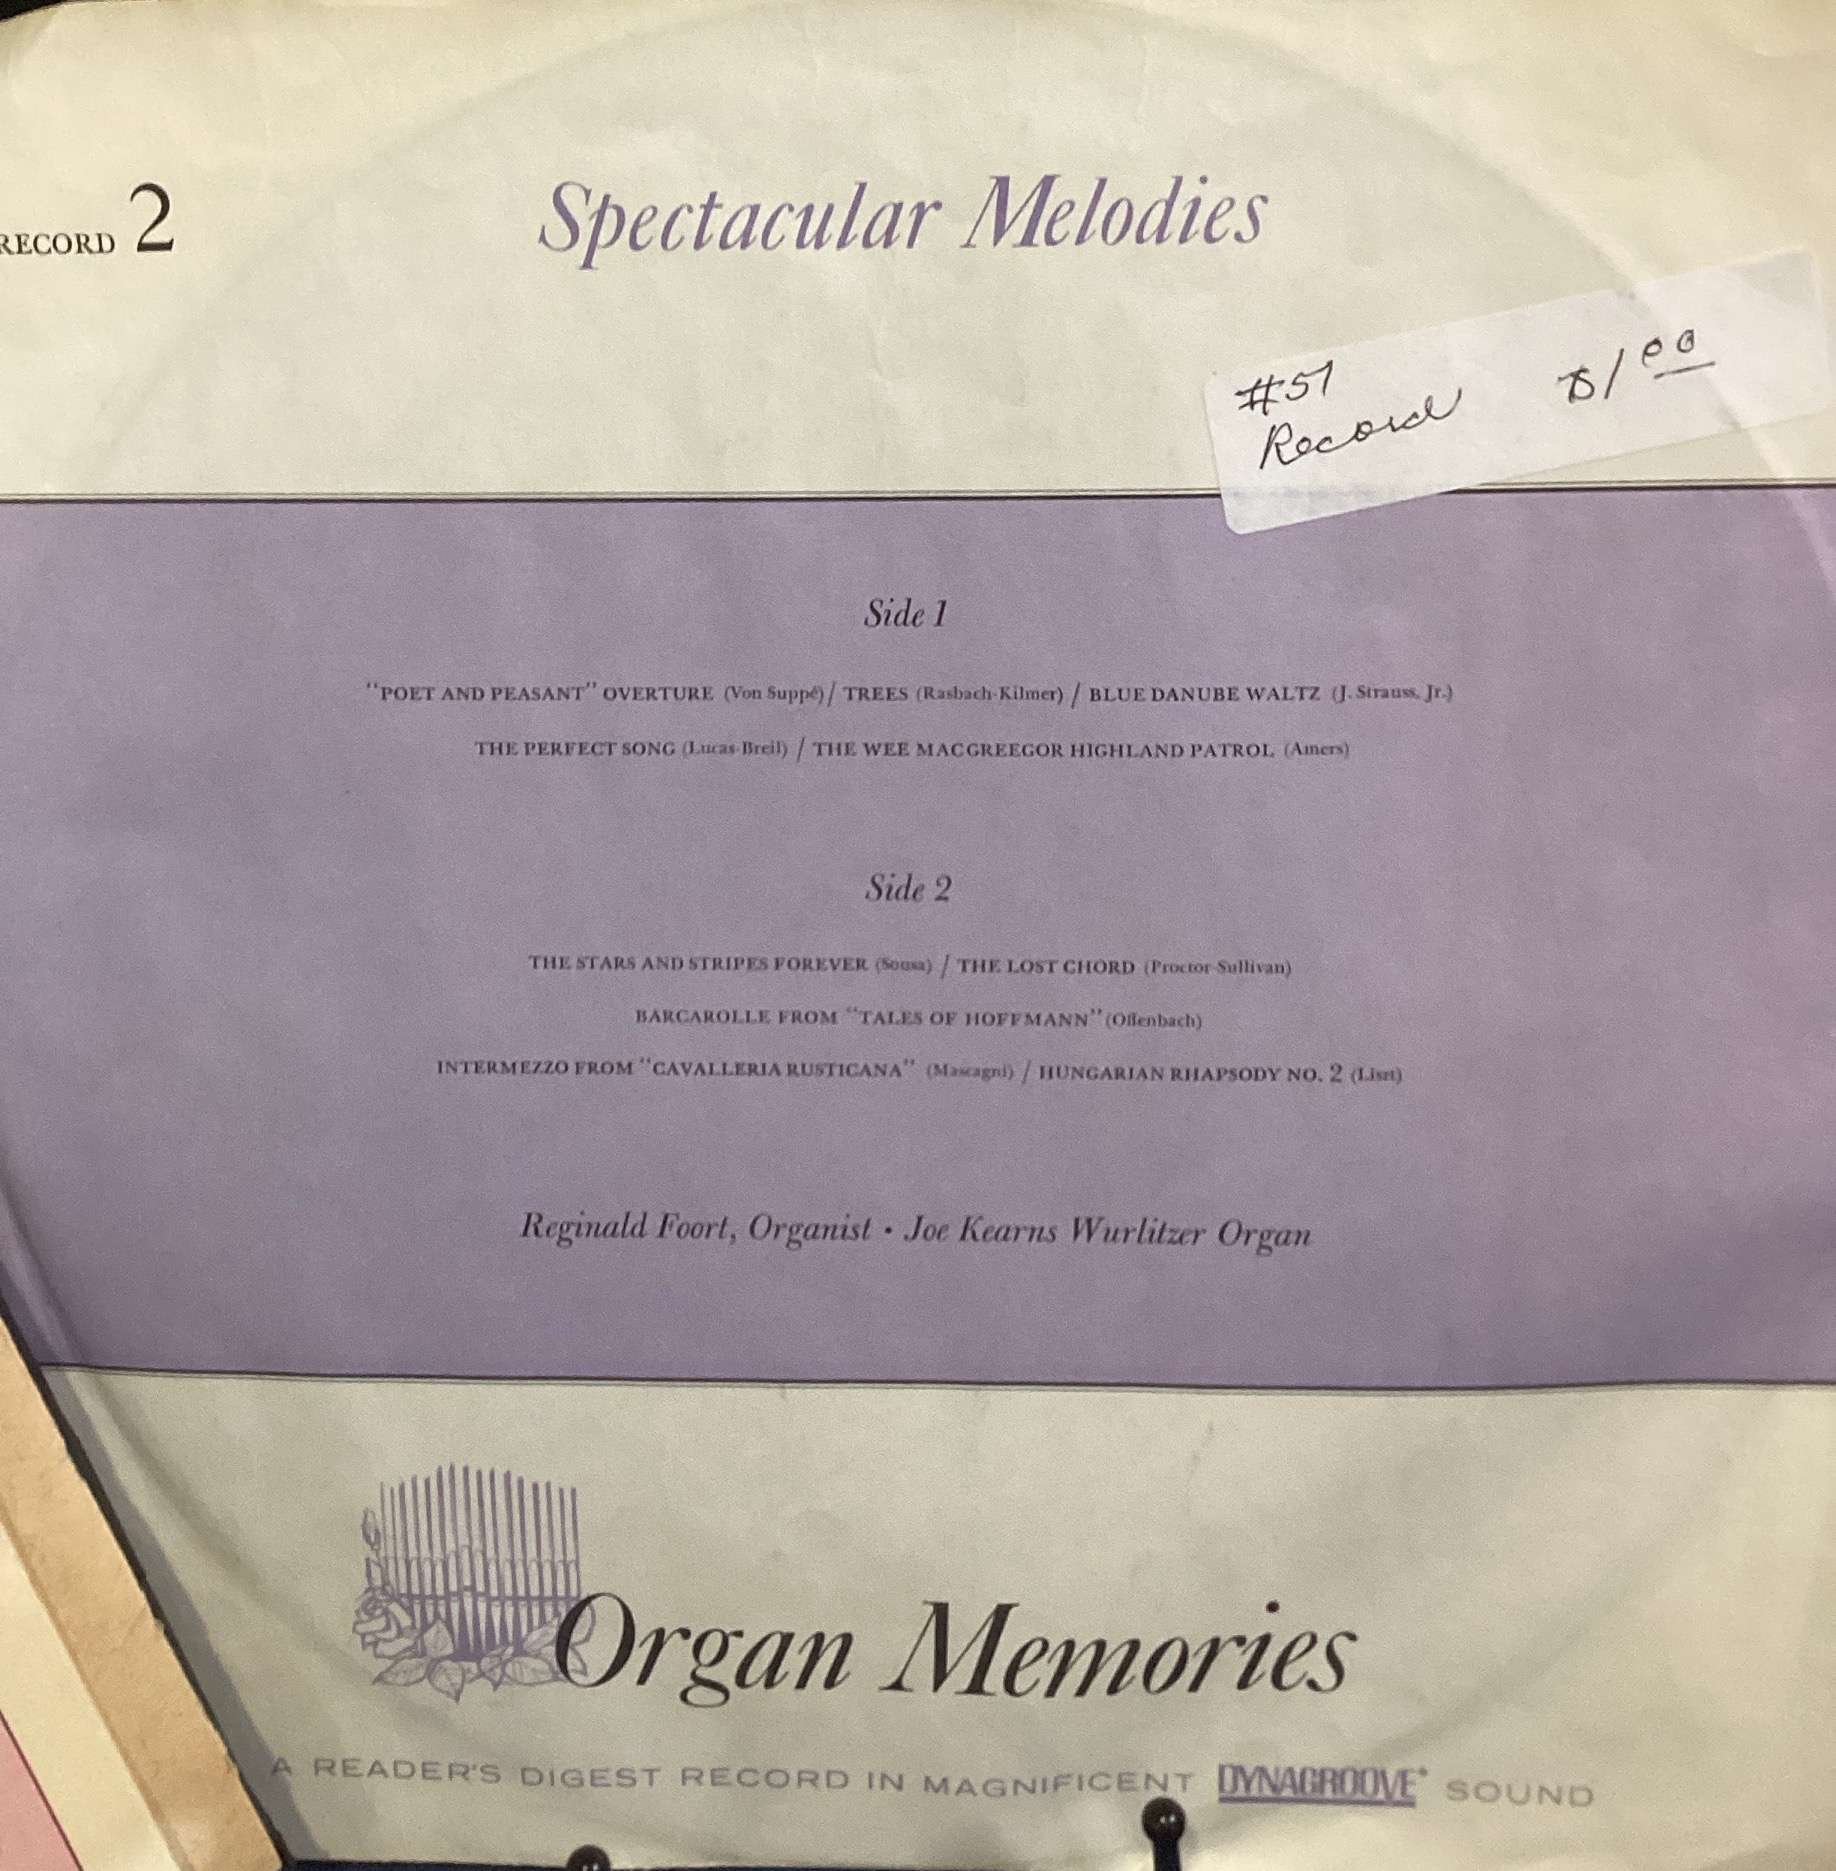 RECORD 2
Spectacular Melodies
#51
Record $1.00
Side 1
"POET AND PEASANT" OVERTURE (Von Suppé) / TREES (Rasbach-Kilmer) / BLUE DANUBE WALTZ (J. Strauss, Jr.)
THE PERFECT SONG (Lucas-Breil) / THE WEE MACGREEGOR HIGHLAND PATROL (Amers)
Side 2
THE STARS AND STRIPES FOREVER (Sousa) / THE LOST CHORD (Proctor-Sullivan)
BARCAROLLE FROM "TALES OF HOFFMANN" (Offenbach)
INTERMEZZO FROM "CAVALLERIA RUSTICANA" (Mascagni) / HUNGARIAN RHAPSODY NO. 2 (Liszt)
Reginald Foort, Organist • Joe Kearns Wurlitzer Organ
Organ Memories
A READER'S DIGEST RECORD IN MAGNIFICENT DYNAGROOVE* SOUND